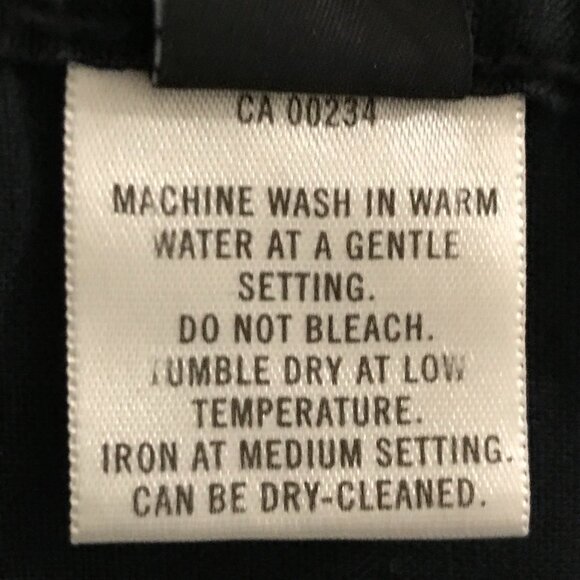 CA 00234
MACHINE WASH IN WARM
WATER AT A GENTLE
SETTING.
DO NOT BLEACH.
TUMBLE DRY AT LOW
TEMPERATURE.
IRON AT MEDIUM SETTING.
CAN BE DRY-CLEANED.